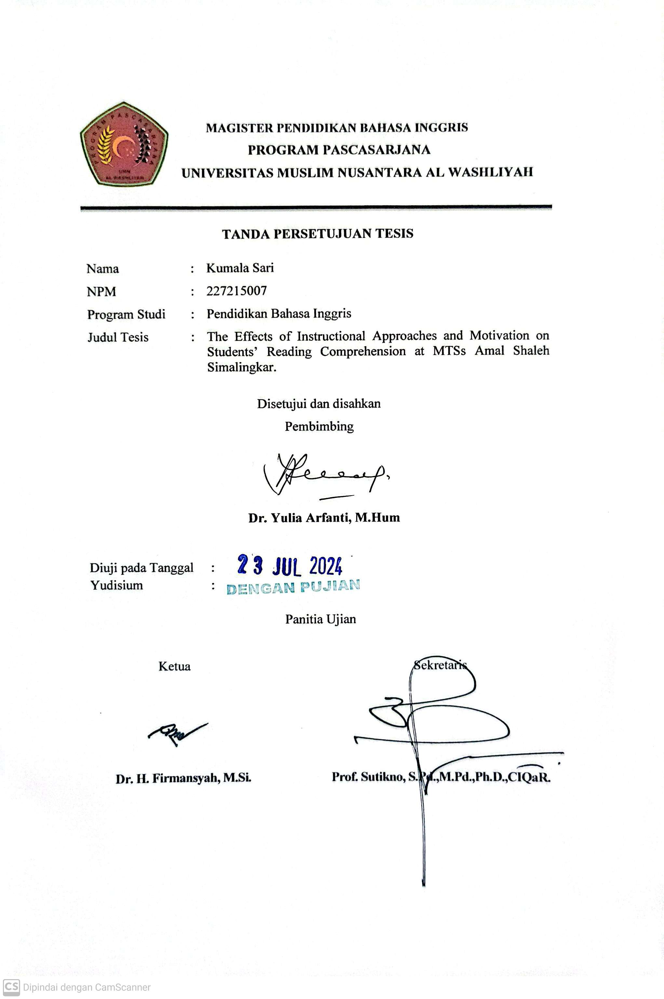 PROGRAM PASCASARJANA
UMN
AL WASHLIYAH
MAGISTER PENDIDIKAN BAHASA INGGRIS
PROGRAM PASCASARJANA
UNIVERSITAS MUSLIM NUSANTARA AL WASHLIYAH
TANDA PERSETUJUAN TESIS
Nama : Kumala Sari
NPM : 227215007
Program Studi : Pendidikan Bahasa Inggris
Judul Tesis : The Effects of Instructional Approaches and Motivation on
Students’ Reading Comprehension at MTSs Amal Shaleh
Simalingkar.
Disetujui dan disahkan
Pembimbing
Dr. Yulia Arfanti, M.Hum
Diuji pada Tanggal : 23 JUL 2024
Yudisium : DENGAN PUJIAN
Panitia Ujian
Ketua Sekretaris
Dr. H. Firmansyah, M.Si. Prof. Sutikno, S.Pd.,M.Pd.,Ph.D.,CIQaR.
CS Dipindai dengan CamScanner